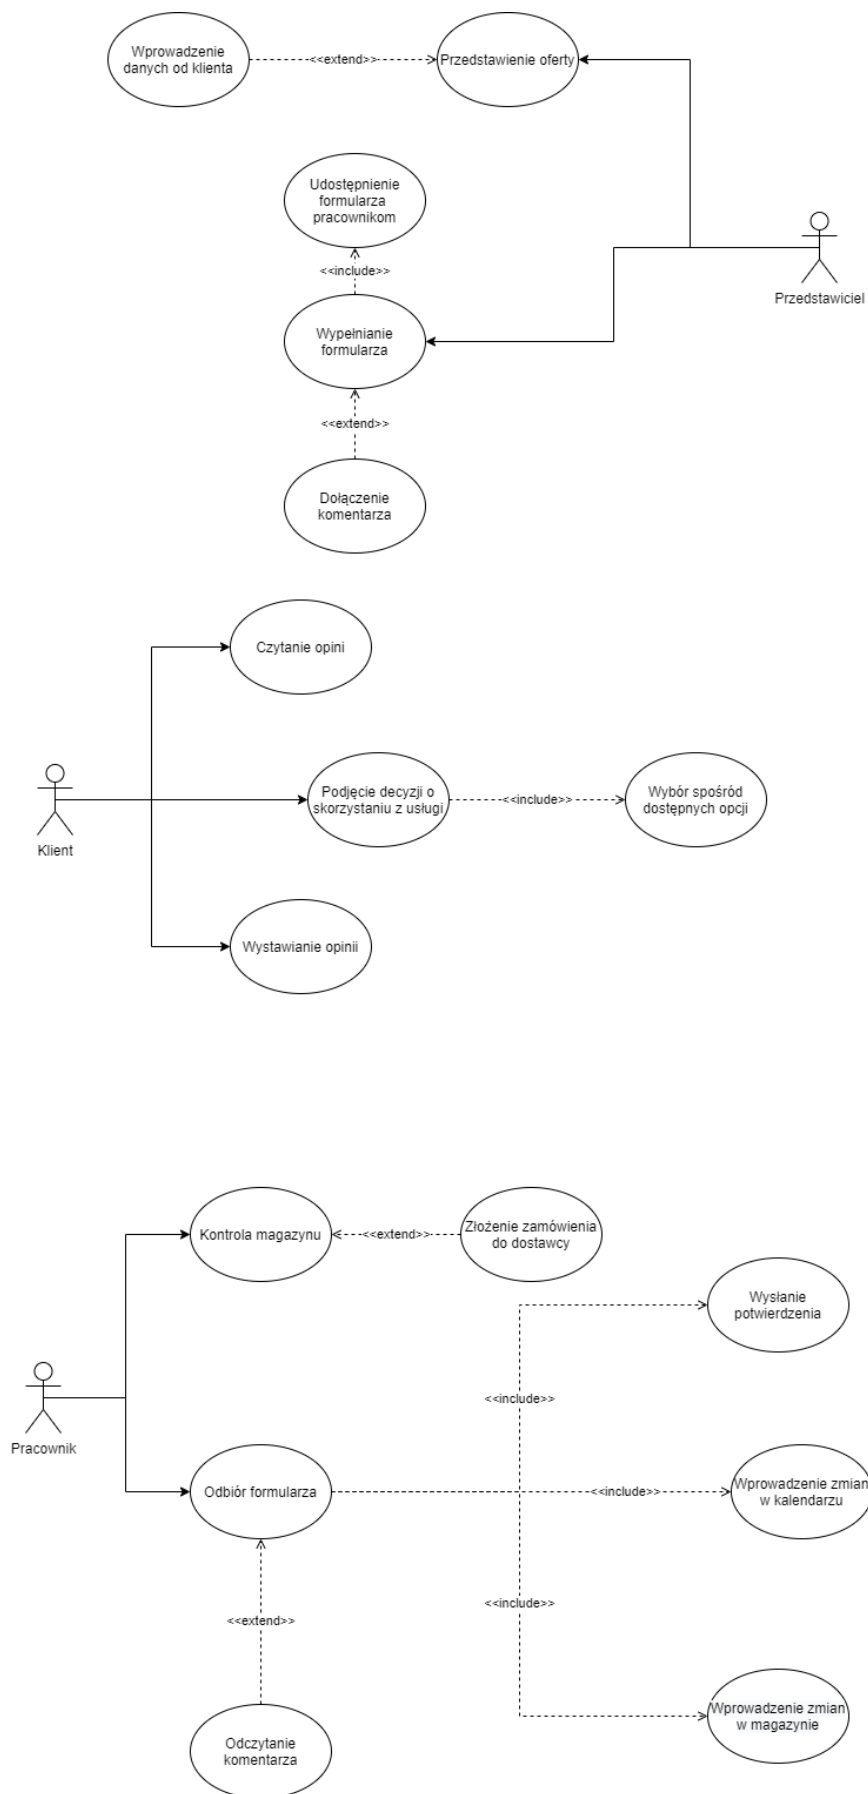 Wprowadzenie
danych od klienta
<<extend>>
Przedstawienie oferty
Udostępnienie
formularza
pracownikom
<<include>>
Przedstawiciel
Wypełnianie
formularza
<<extend>>
Dołączenie
komentarza
Czytanie opini
Klient
Podjęcie decyzji o
skorzystaniu z usługi
<<include>>
Wybór spośród
dostępnych opcji
Wystawianie opinii
Kontrola magazynu
<<extend>>
Złożenie zamówienia
do dostawcy
Wysłanie
potwierdzenia
<<include>>
Pracownik
Odbiór formularza
<<include>>
Wprowadzenie zmian
w kalendarzu
<<include>>
<<extend>>
Wprowadzenie zmian
w magazynie
Odczytanie
komentarza